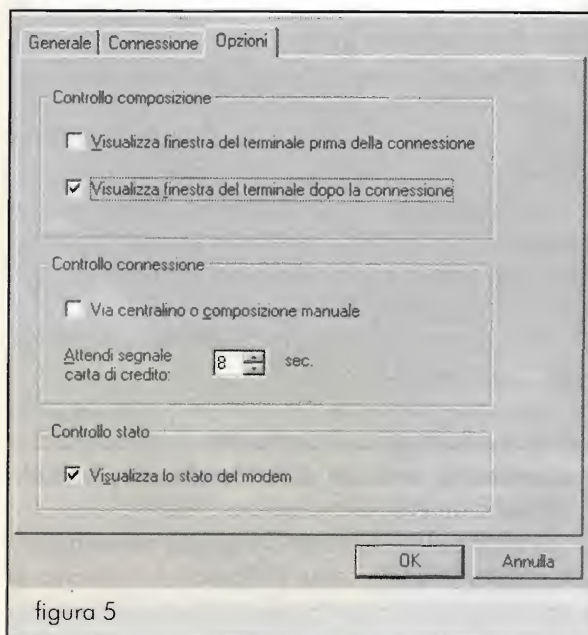 Generale
Connessione
Opzioni
Controllo composizione
Visualizza finestra del terminale prima della connessione
Visualizza finestra del terminale dopo la connessione
Controllo connessione
Via centralino o composizione manuale
Attendi segnale
carta di credito:
8
sec.
Controllo stato
Visualizza lo stato del modem
OK
Annulla
figura 5